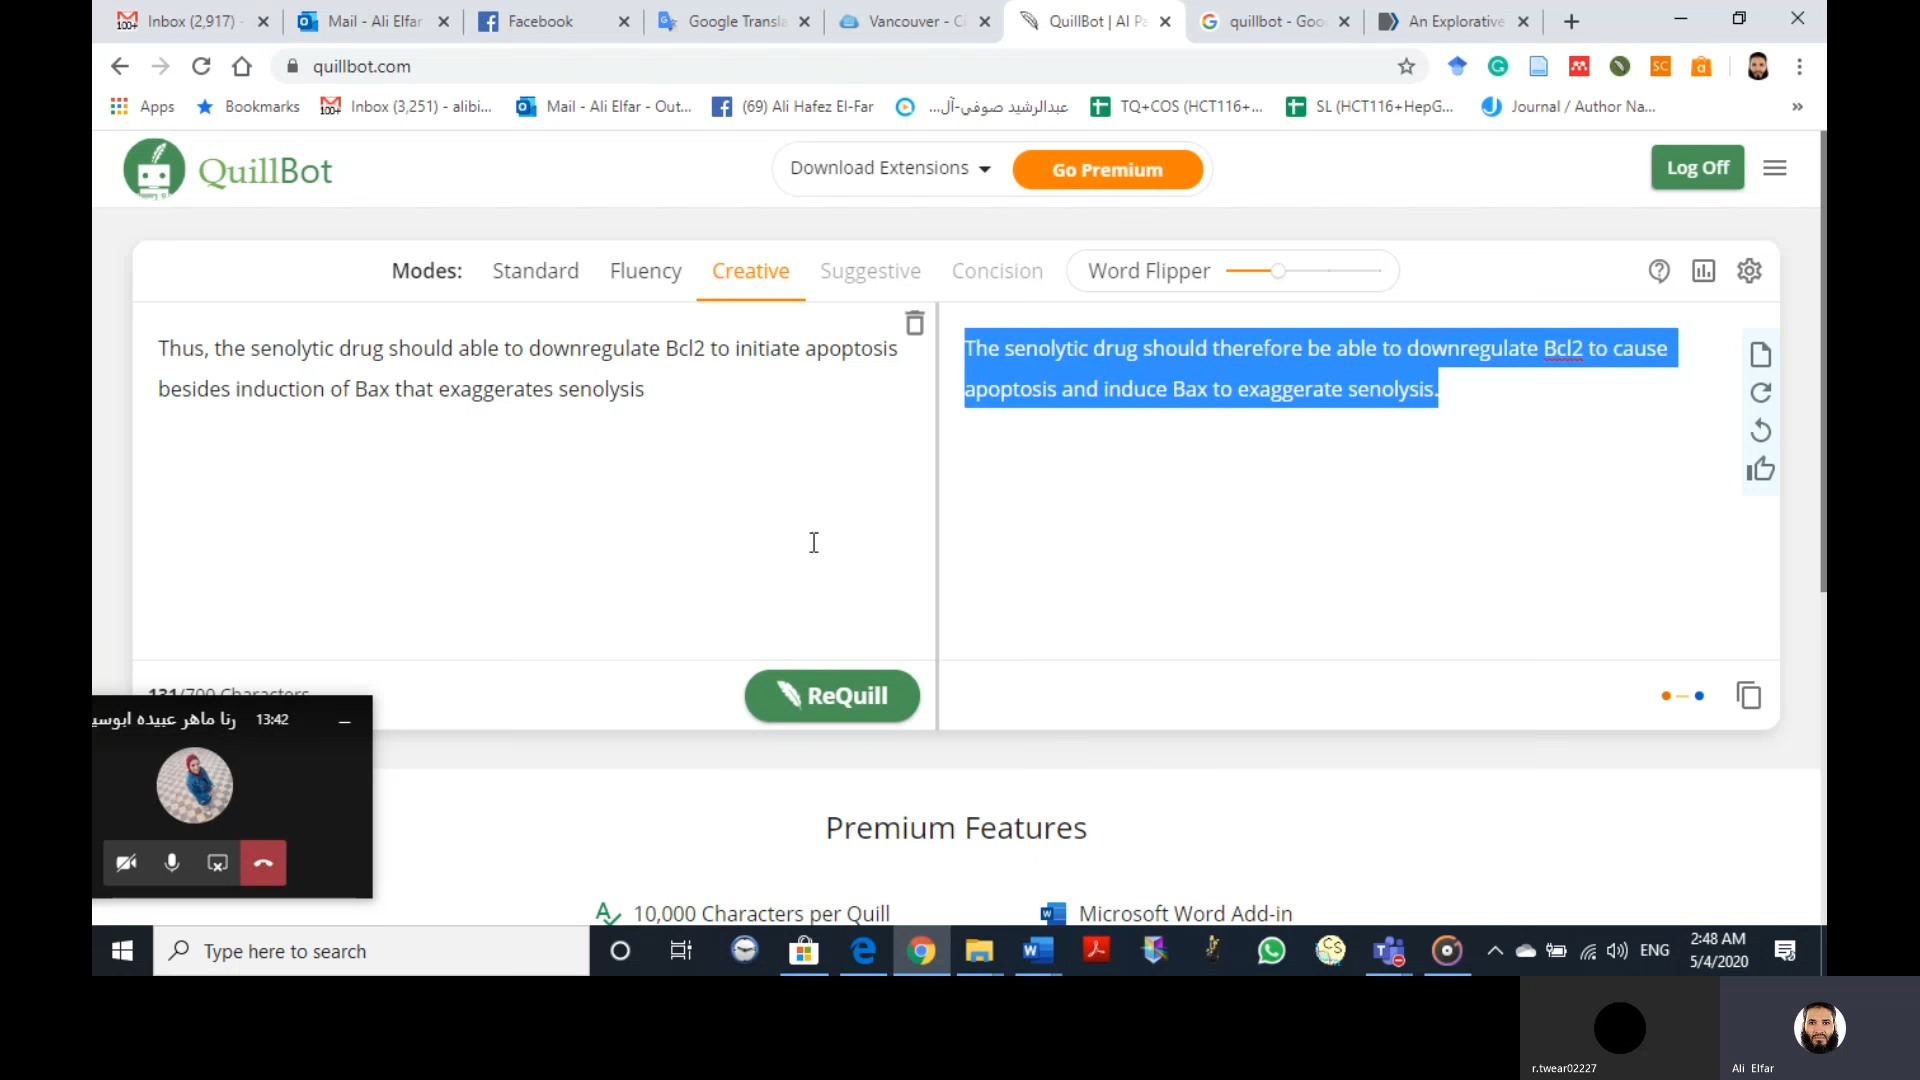 Inbox (2,917) -
Mail - Ali Elfar
Facebook
Google Transla
Vancouver - Ci
QuillBot | AI Pa
quillbot - Goo
An Explorative
quillbot.com
Apps
Bookmarks
Inbox (3,251) - alibi...
Mail - Ali Elfar - Out...
(69) Ali Hafez El-Far
عبدالرشيد صوفي-آل...
TQ+COS (HCT116+...
SL (HCT116+HepG...
Journal / Author Na...
QuillBot
Download Extensions
Go Premium
Log Off
Modes:
Standard
Fluency
Creative
Suggestive
Concision
Word Flipper
Thus, the senolytic drug should able to downregulate Bcl2 to initiate apoptosis
besides induction of Bax that exaggerates senolysis
The senolytic drug should therefore be able to downregulate Bcl2 to cause
apoptosis and induce Bax to exaggerate senolysis.
131/700 Characters
ReQuill
رنا ماهر عبيده ابوسي
13:42
Premium Features
10,000 Characters per Quill
Microsoft Word Add-in
Type here to search
ENG
2:48 AM
5/4/2020
r.twear02227
Ali Elfar